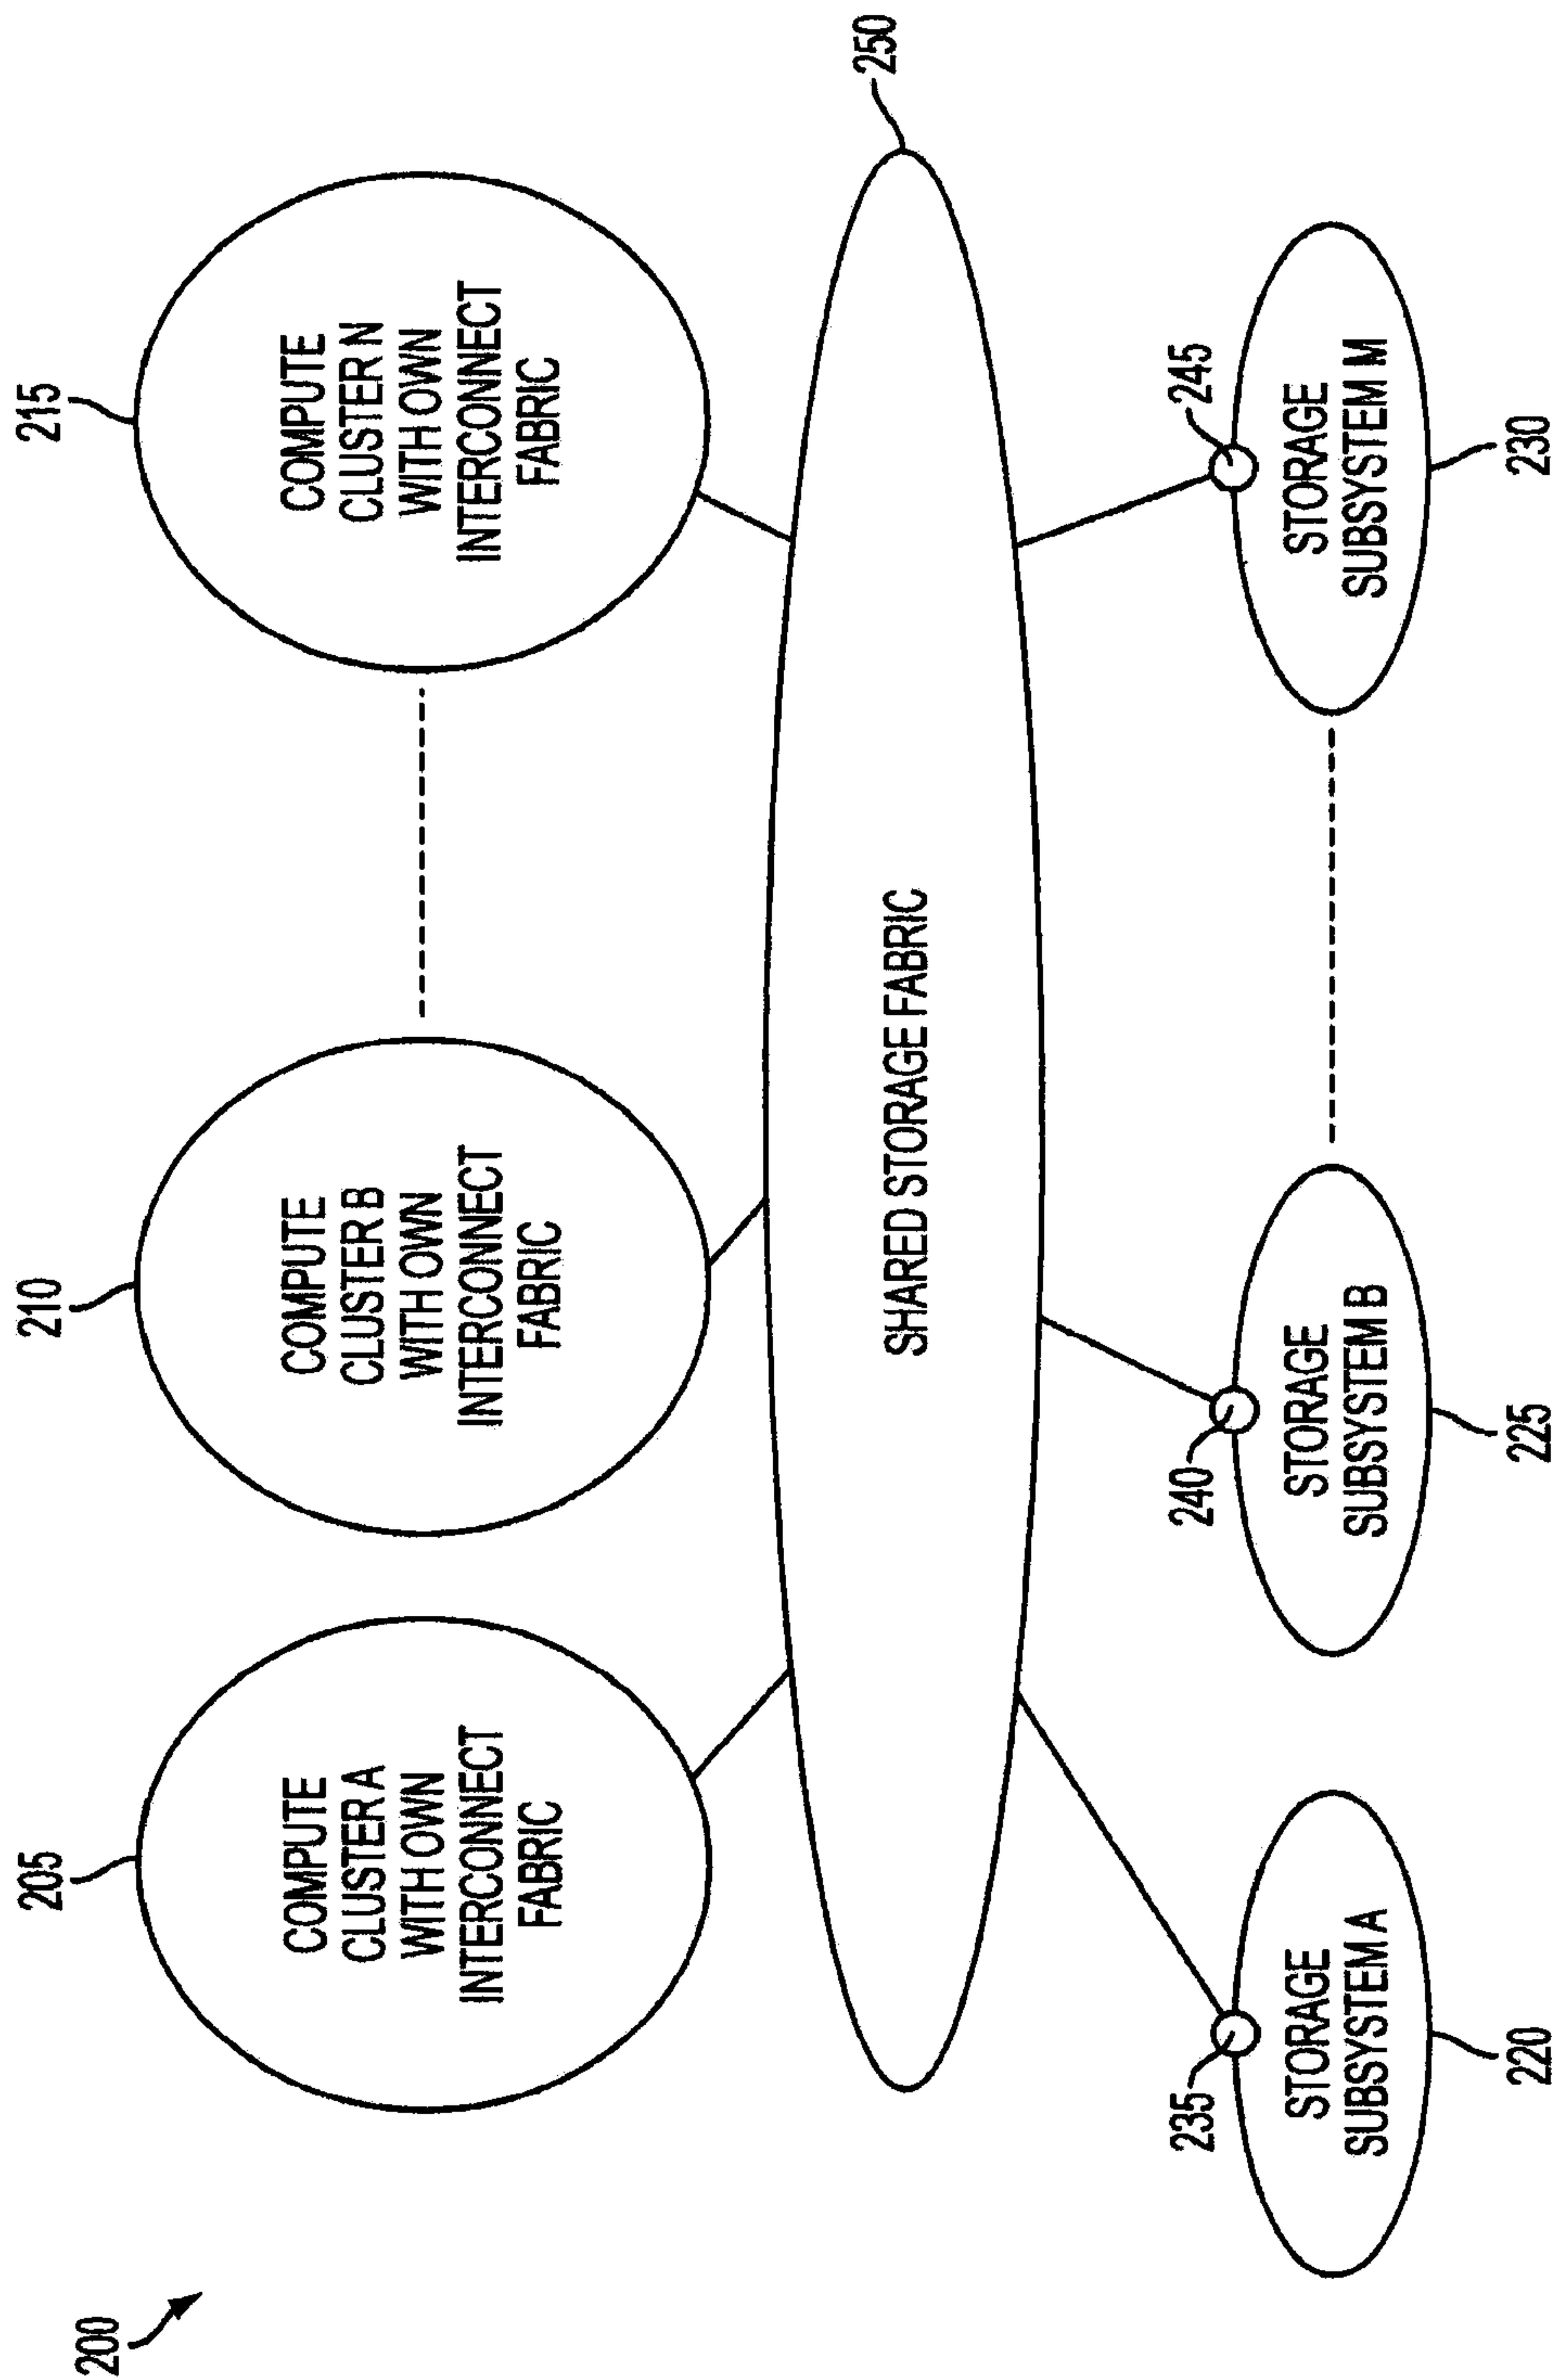 200
205
210
215
COMPUTE
CLUSTER A
WITH OWN
INTERCONNECT
FABRIC
COMPUTE
CLUSTER B
WITH OWN
INTERCONNECT
FABRIC
COMPUTE
CLUSTER N
WITH OWN
INTERCONNECT
FABRIC
250
SHARED STORAGE FABRIC
235
240
245
STORAGE
SUBSYSTEM A
STORAGE
SUBSYSTEM B
STORAGE
SUBSYSTEM M
220
225
230